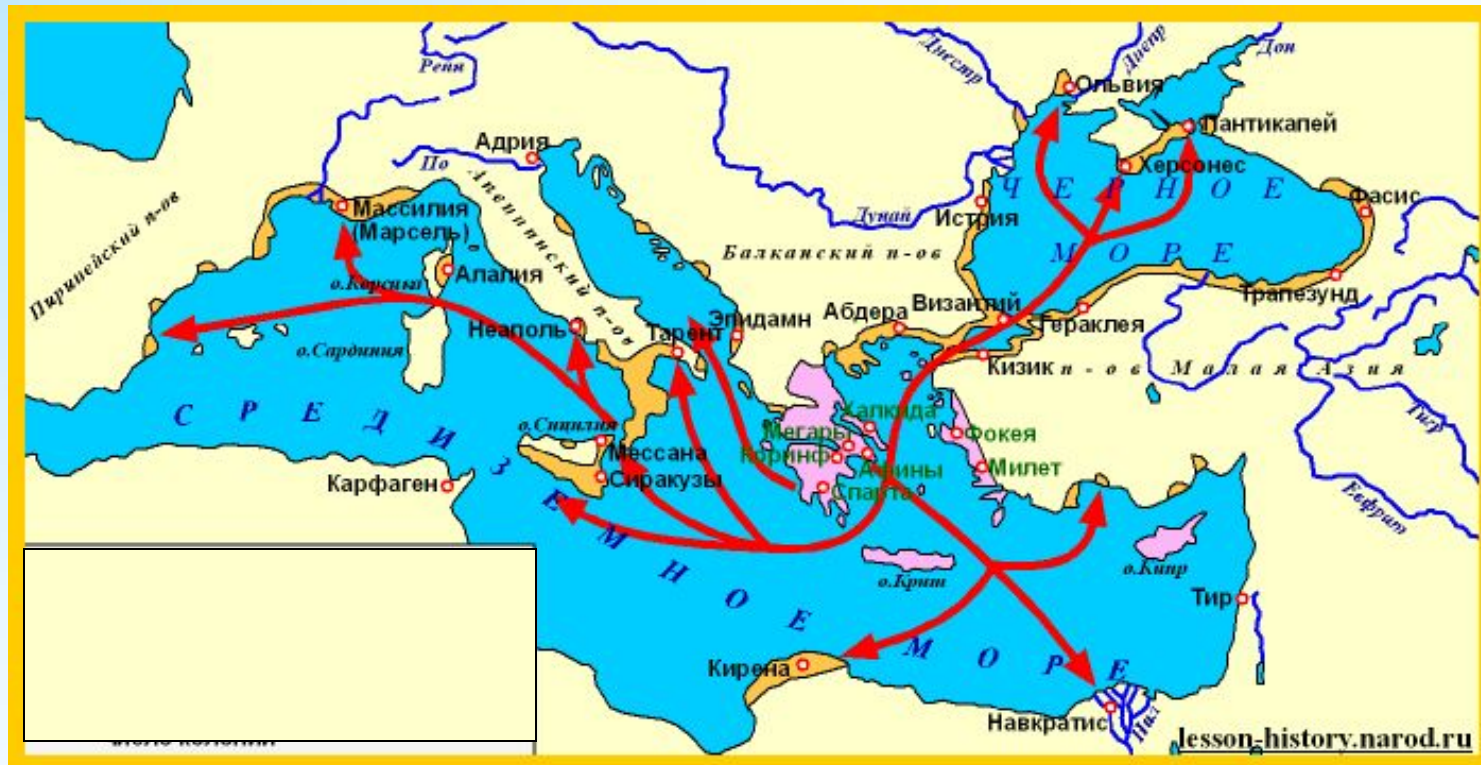 Рейн
Днестр
Днепр
Дон
Ольвия
Пантикапей
Херсонес
Адрия
По
Апеннинский п-ов
Пиринейский п-ов
Массилия
(Марсель)
Алалия
о.Корсика
Дунай
Истрия
ЧЕРНОЕ
МОРЕ
Фасис
Балканский п-ов
Трапезунд
Неаполь
о.Сардиния
Тарент
Эпидамн
Абдера
Византий
Гераклея
Кизик
п-ов Малая Азия
Тигр
Евфрат
СРЕДИЗЕМНОЕ МОРЕ
о.Сицилия
Мессана
Сиракузы
Карфаген
Халкида
Мегары
Коринф
Афины
Спарта
Фокея
Милет
о.Крит
о.Кипр
Тир
Кирена
Навкратис
Нил
lesson-history.narod.ru